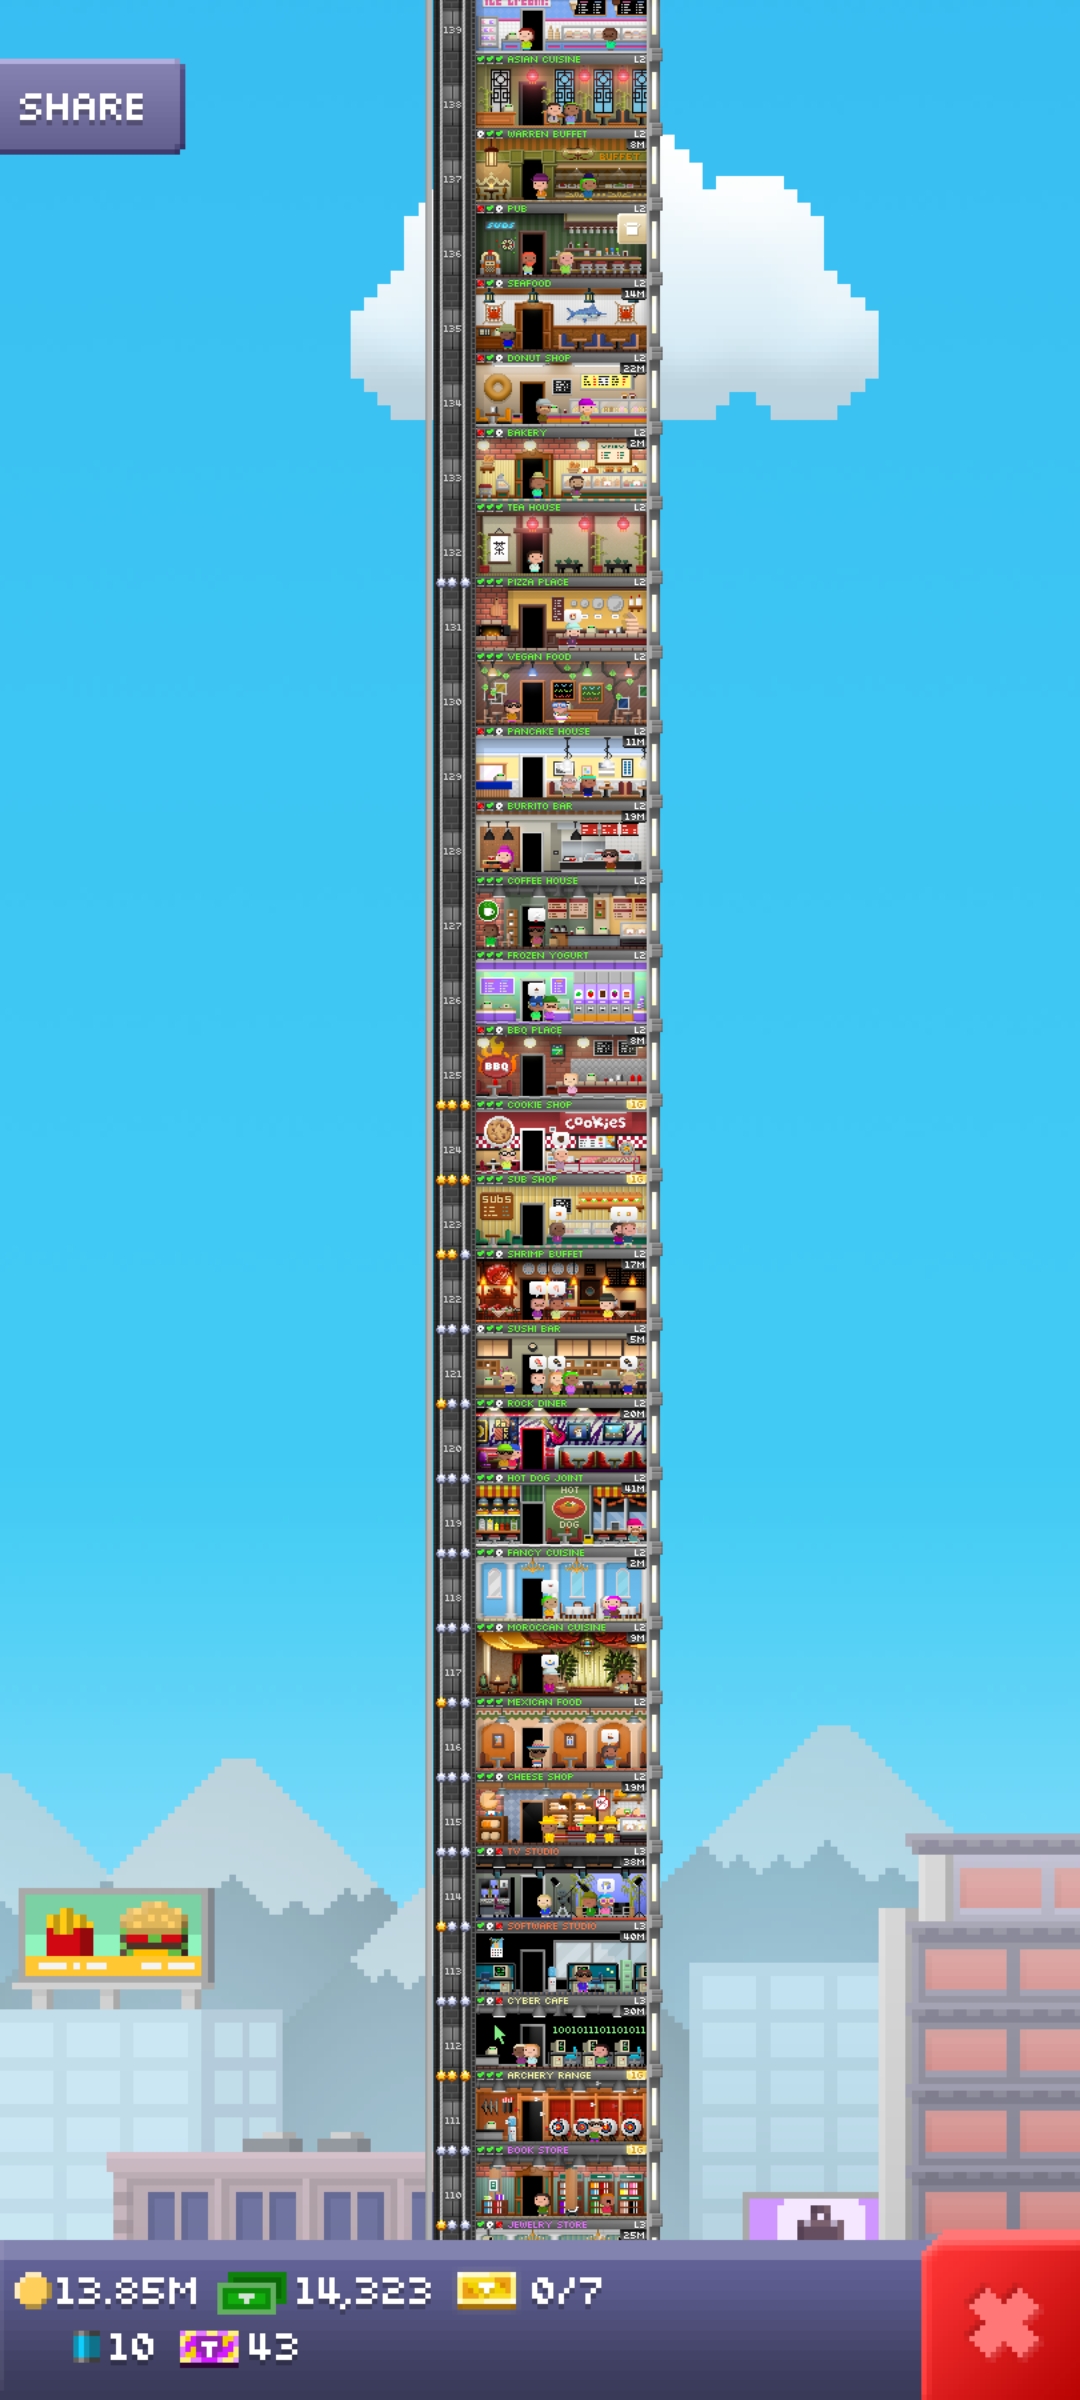 ICE CREAM!
139
ASIAN CUISINE L2
138
WARREN BUFFET L2
8M
BUFFET
137
PUB L2
SUDS
136
SEAFOOD L2
14M
135
DONUT SHOP L2
22M
134
BAKERY L2
2M
133
TEA HOUSE L2
茶
132
PIZZA PLACE L2
131
VEGAN FOOD L2
130
PANCAKE HOUSE L2
11M
129
BURRITO BAR L2
19M
128
COFFEE HOUSE L2
127
FROZEN YOGURT L2
126
BBQ PLACE L2
8M
BBQ
125
COOKIE SHOP 1G
COOKIES
124
SUB SHOP 1G
SUBS
123
SHRIMP BUFFET L2
17M
122
SUSHI BAR L2
5M
121
ROCK DINER L2
20M
120
HOT DOG JOINT L2
41M
HOT
DOG
119
FANCY CUISINE L2
2M
118
MOROCCAN CUISINE L2
9M
117
MEXICAN FOOD L2
116
CHEESE SHOP L2
19M
115
TV STUDIO L3
38M
114
SOFTWARE STUDIO L3
40M
113
CYBER CAFE L3
30M
1001011101101011
112
ARCHERY RANGE 1G
111
BOOK STORE 1G
110
JEWELRY STORE L3
25M
SHARE
13.85M 14,323 0/7
10 43